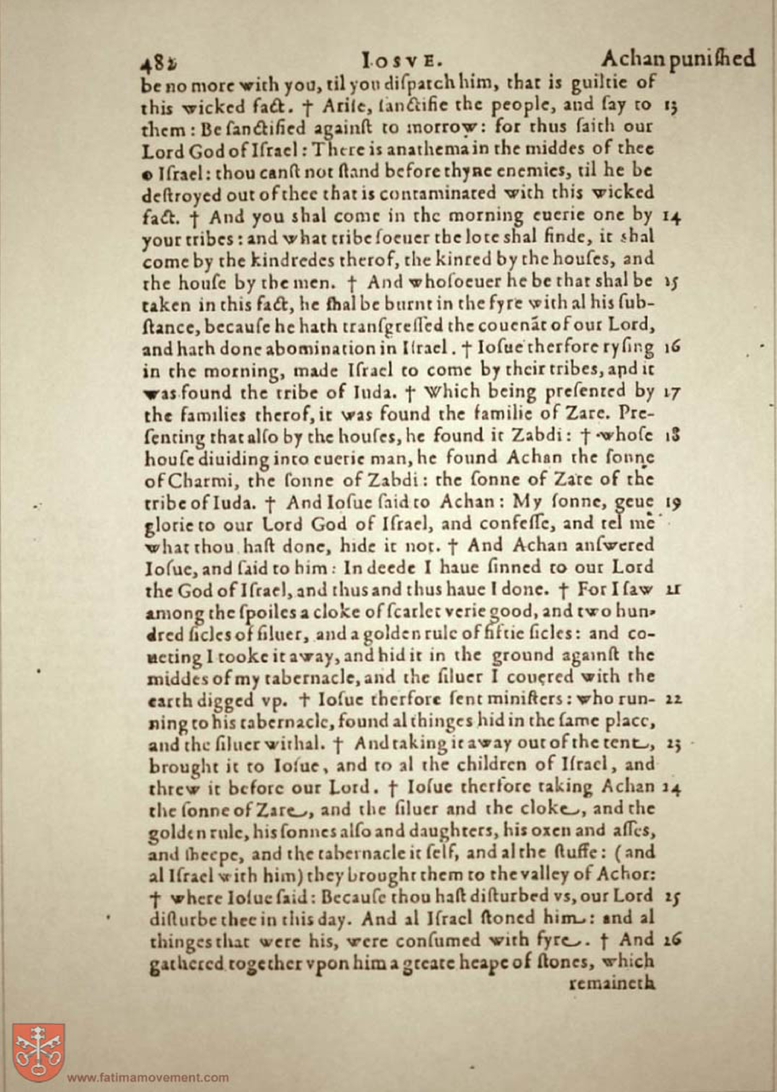 482 IOSVE. Achan punished
be no more with you, til you diſpatch him, that is guiltie of
this wicked fact. † Ariſe, ſanctifie the people, and ſay to 13
them: Be ſanctified againſt to morrow: for thus ſaith our
Lord God of Iſrael: There is anathema in the middes of thee
o Iſrael: thou canſt not ſtand before thyne enemies, til he be
deſtroyed out of thee that is contaminated with this wicked
fact. † And you shal come in the morning euerie one by 14
your tribes: and what tribe ſoeuer the lote shal finde, it shal
come by the kindredes therof, the kinred by the houſes, and
the houſe by the men. † And whoſoeuer he be that shal be 15
taken in this fact, he ſhal be burnt in the fyre with al his ſub-
ſtance, becauſe he hath tranſgreſſed the couenāt of our Lord,
and hath done abomination in Iſrael. † Ioſue therfore ryſing 16
in the morning, made Iſrael to come by their tribes, and it
was found the tribe of Iuda. † Which being preſented by 17
the families therof, it was found the familie of Zare. Pre-
ſenting that alſo by the houſes, he found it Zabdi: † whoſe 18
houſe diuiding into euerie man, he found Achan the ſonne
of Charmi, the ſonne of Zabdi: the ſonne of Zare of the
tribe of Iuda. † And Ioſue ſaid to Achan: My ſonne, geue 19
glorie to our Lord God of Iſrael, and confeſſe, and tel me
what thou haſt done, hide it not. † And Achan anſwered
Ioſue, and ſaid to him: In deede I haue ſinned to our Lord
the God of Iſrael, and thus and thus haue I done. † For I ſaw 21
among the ſpoiles a cloke of ſcarlet verie good, and two hun-
dred ſicles of ſiluer, and a golden rule of fiftie ſicles: and co-
ueting I tooke it away, and hid it in the ground againſt the
middes of my tabernacle, and the ſiluer I couered with the
earth digged vp. † Ioſue therfore ſent miniſters: who run- 22
ning to his tabernacle, found al thinges hid in the ſame place,
and the ſiluer withal. † And taking it away out of the tent, 23
brought it to Ioſue, and to al the children of Iſrael, and
threw it before our Lord. † Ioſue therfore taking Achan 24
the ſonne of Zare, and the ſiluer and the cloke, and the
golden rule, his ſonnes alſo and daughters, his oxen and aſſes,
and ſheepe, and the tabernacle it ſelf, and al the ſtuffe: (and
al Iſrael with him) they brought them to the valley of Achor:
† where Ioſue ſaid: Becauſe thou haſt diſturbed vs, our Lord 25
diſturbe thee in this day. And al Iſrael ſtoned him: and al
thinges that were his, were conſumed with fyre. † And 26
gathered together vpon him a greate heape of ſtones, which
remaineth
www.fatimamovement.com